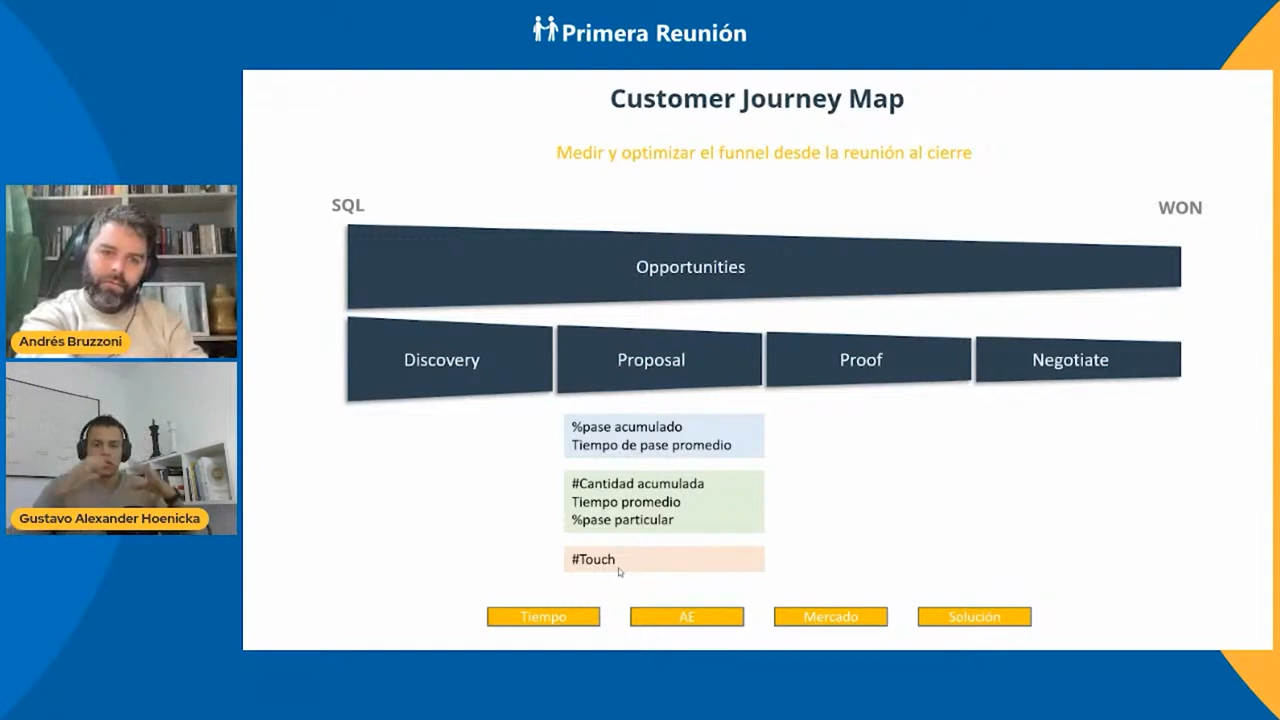 Primera Reunión
Customer Journey Map
Medir y optimizar el funnel desde la reunión al cierre
SQL
WON
Opportunities
Discovery
Proposal
Proof
Negotiate
%pase acumulado
Tiempo de pase promedio
#Cantidad acumulada
Tiempo promedio
%pase particular
#Touch
Tiempo
AE
Mercado
Solución
Andrés Bruzzoni
Gustavo Alexander Hoenicka